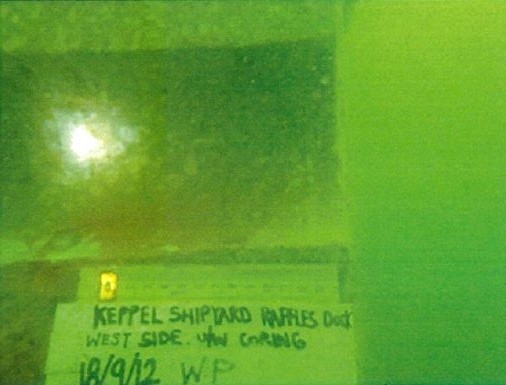 KEPPEL SHIPYARD RAFFLES Dock
WEST SIDE. U/W CORING
18/9/12 WP